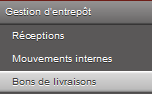 Gestion d'entrepôt
Réceptions
Mouvements internes
Bons de livraisons